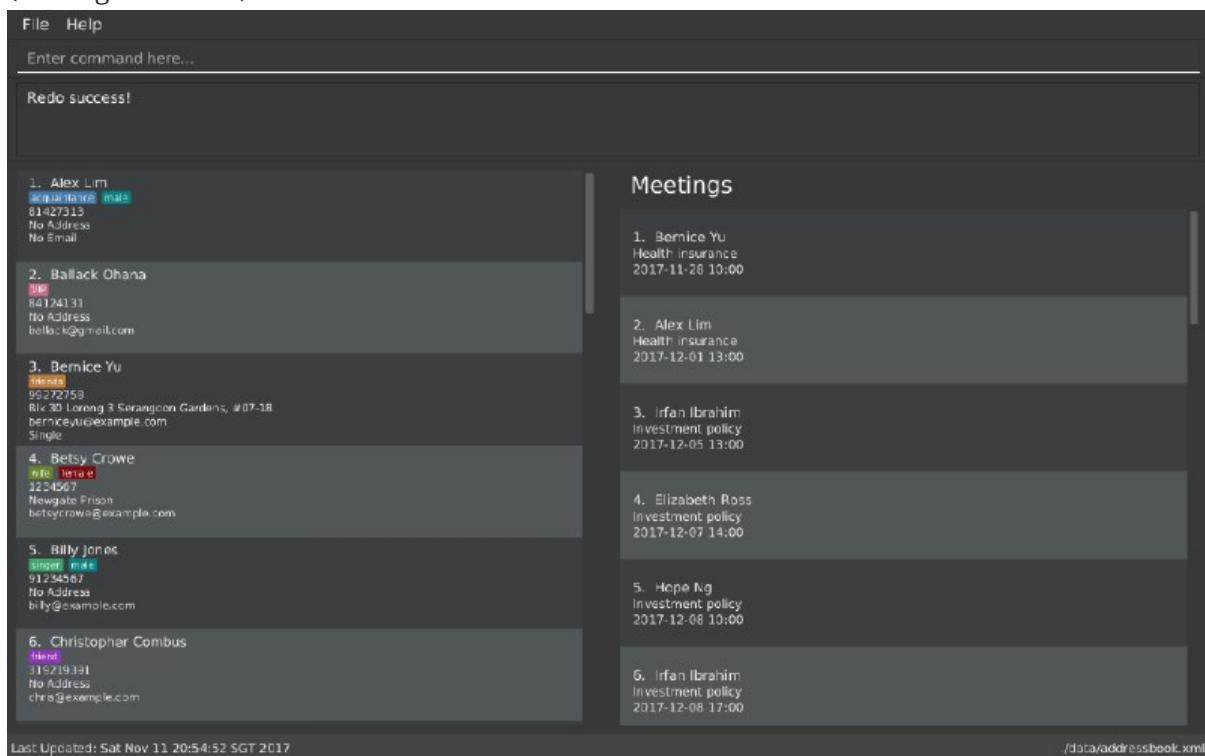 File Help
Enter command here...
Redo success!
1. Alex Lim
acquaintance male
81427313
No Address
No Email
2. Ballack Ohana
VIP
84124131
No Address
ballack@gmail.com
3. Bernice Yu
friends
99272758
Blk 30 Lorong 3 Serangoon Gardens, #07-18
berniceyu@example.com
Single
4. Betsy Crowe
wife female
1234567
Newgate Prison
betsycrowe@example.com
5. Billy Jones
singer male
91234567
No Address
billy@example.com
6. Christopher Combus
friend
319219391
No Address
chris@example.com
Meetings
1. Bernice Yu
Health insurance
2017-11-28 10:00
2. Alex Lim
Health insurance
2017-12-01 13:00
3. Irfan Ibrahim
Investment policy
2017-12-05 13:00
4. Elizabeth Ross
Investment policy
2017-12-07 14:00
5. Hope Ng
Investment policy
2017-12-08 10:00
6. Irfan Ibrahim
Investment policy
2017-12-08 17:00
Last Updated: Sat Nov 11 20:54:52 SGT 2017
/data/addressbook.xml